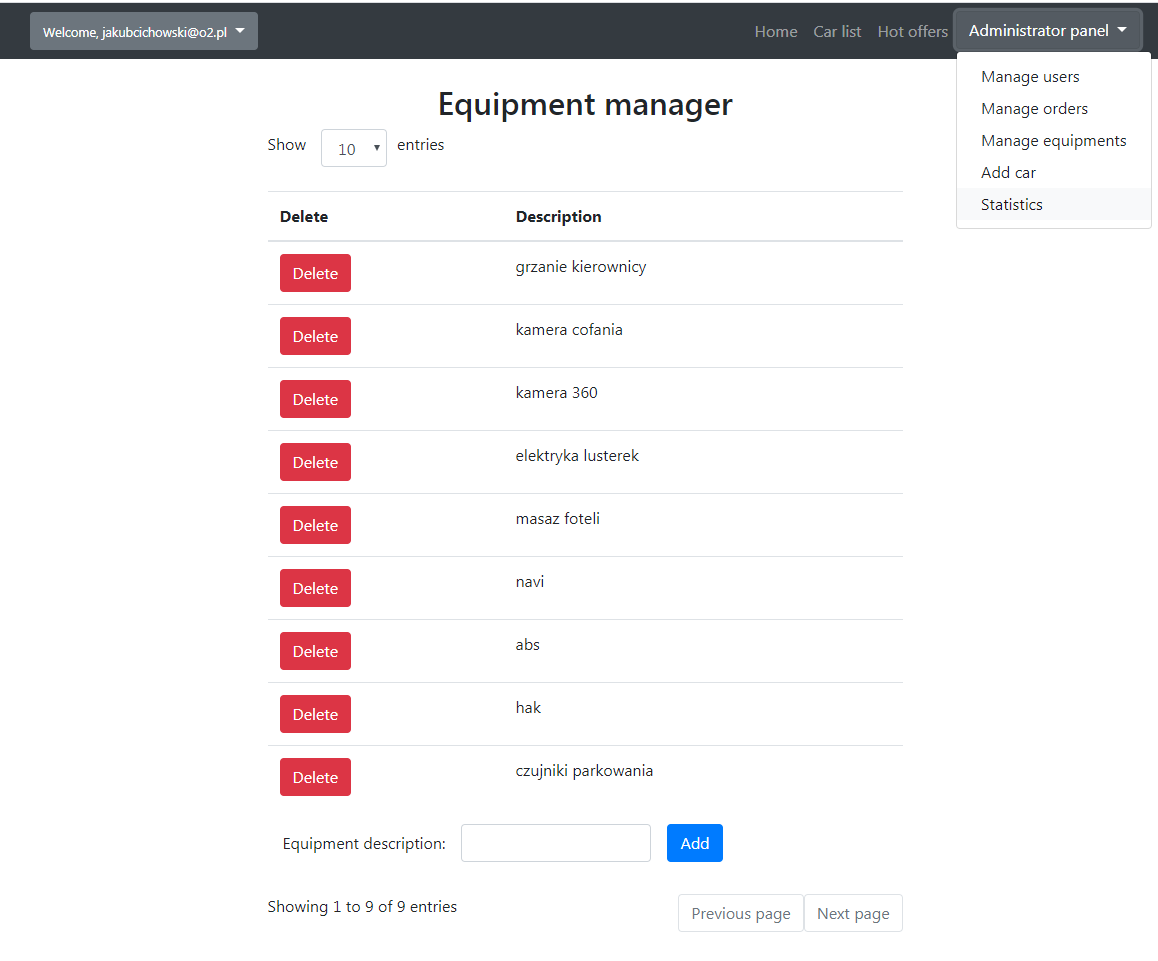 Welcome, jakubcichowski@o2.pl
Home Car list Hot offers Administrator panel
Manage users
Manage orders
Manage equipments
Add car
Statistics
Equipment manager
Show 10 entries
Delete Description
Delete grzanie kierownicy
Delete kamera cofania
Delete kamera 360
Delete elektryka lusterek
Delete masaz foteli
Delete navi
Delete abs
Delete hak
Delete czujniki parkowania
Equipment description: Add
Showing 1 to 9 of 9 entries
Previous page Next page